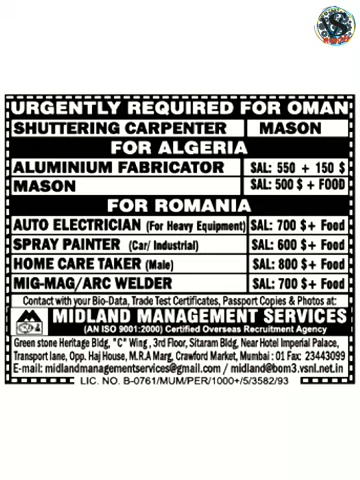 URGENTLY REQUIRED FOR OMAN
SHUTTERING CARPENTER MASON
FOR ALGERIA
ALUMINIUM FABRICATOR SAL: 550 + 150 $
MASON SAL: 500 $ + FOOD
FOR ROMANIA
AUTO ELECTRICIAN (For Heavy Equipment) SAL: 700 $ + Food
SPRAY PAINTER (Car/ Industrial) SAL: 600 $ + Food
HOME CARE TAKER (Male) SAL: 800 $ + Food
MIG-MAG/ARC WELDER SAL: 700 $ + Food
Contact with your Bio-Data, Trade Test Certificates, Passport Copies & Photos at:
MIDLAND MANAGEMENT SERVICES
(AN ISO 9001:2000) Certified Overseas Recruitment Agency
Green stone Heritage Bldg, "C" Wing, 3rd Floor, Sitaram Bldg, Near Hotel Imperial Palace,
Transport lane, Opp. Haj House, M.R.A Marg, Crawford Market, Mumbai : 01 Fax: 23443099
E-mail: midlandmanagementservices@gmail.com / midland@bom3.vsnl.net.in
LIC. NO. B-0761/MUM/PER/1000+/5/3582/93